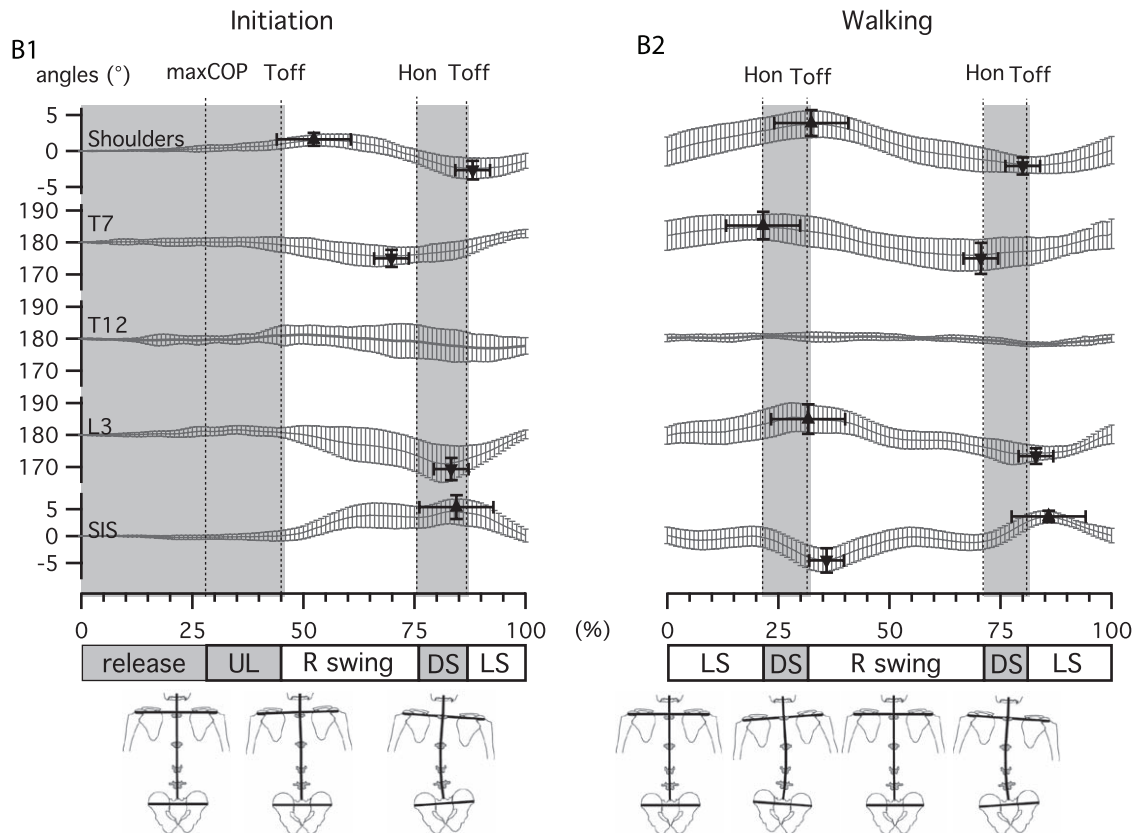 Initiation
Walking
B1
B2
angles (°)
maxCOP Toff Hon Toff
Hon Toff Hon Toff
5
Shoulders
0
-5
190
T7
180
170
190
T12
180
170
190
L3
180
170
5
SIS
0
-5
0 25 50 75 100 (%) 0 25 50 75 100
release UL R swing DS LS
LS DS R swing DS LS